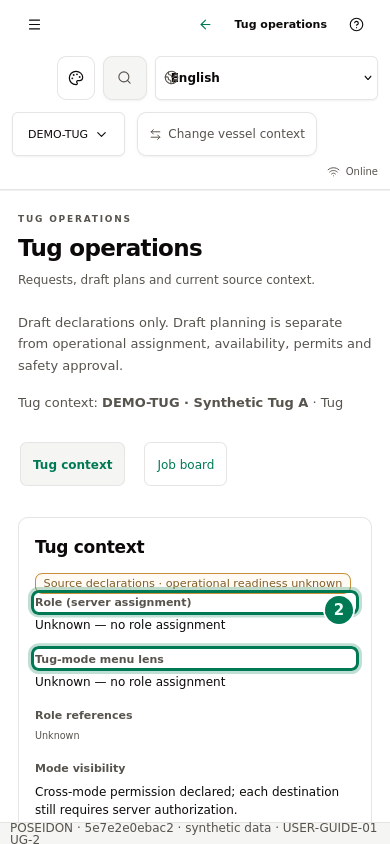 Tug operations
English
DEMO-TUG
Change vessel context
Online
TUG OPERATIONS
Tug operations
Requests, draft plans and current source context.
Draft declarations only. Draft planning is separate
from operational assignment, availability, permits and
safety approval.
Tug context: DEMO-TUG · Synthetic Tug A · Tug
Tug context
Job board
Tug context
Source declarations · operational readiness unknown
Role (server assignment)
2
Unknown — no role assignment
Tug-mode menu lens
Unknown — no role assignment
Role references
Unknown
Mode visibility
Cross-mode permission declared; each destination
still requires server authorization.
POSEIDON · 5e7e2e0ebac2 · synthetic data · USER-GUIDE-01
UG-2